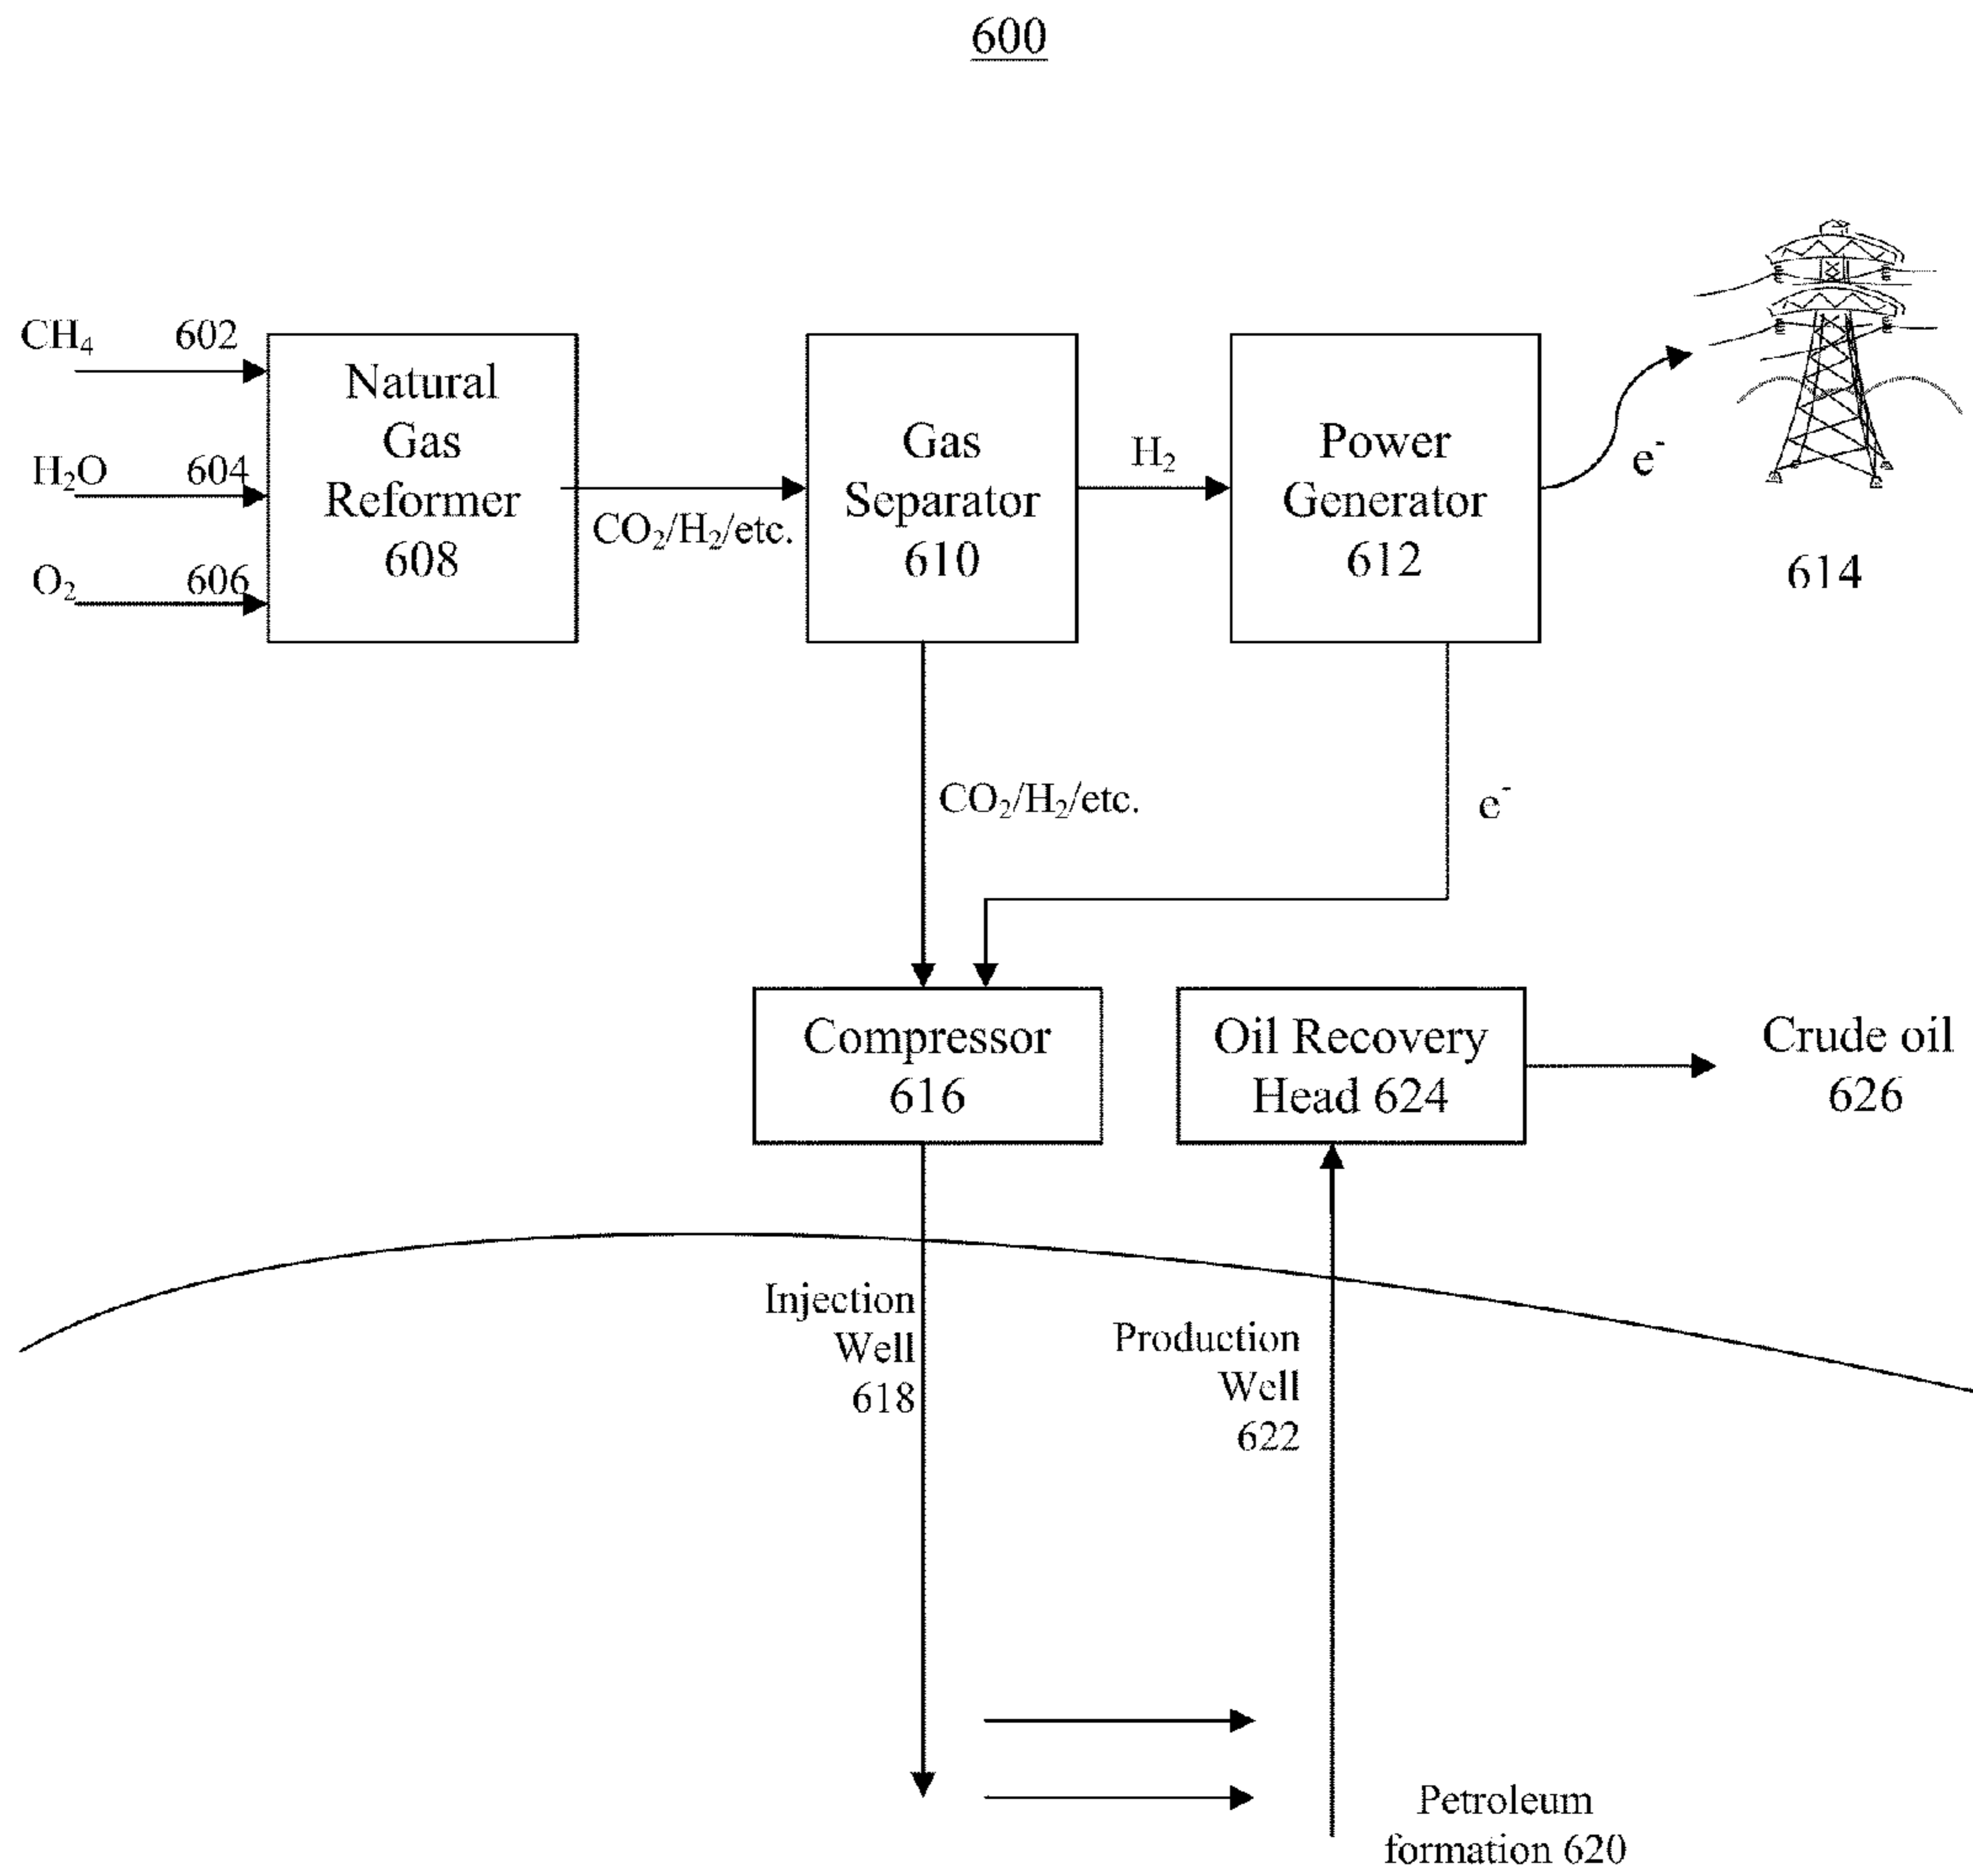 600
CH₄ 602
H₂O 604
O₂ 606
Natural
Gas
Reformer
608
CO₂/H₂/etc.
Gas
Separator
610
H₂
Power
Generator
612
e⁻
614
CO₂/H₂/etc.
e⁻
Compressor
616
Oil Recovery
Head 624
Crude oil
626
Injection
Well
618
Production
Well
622
Petroleum
formation 620